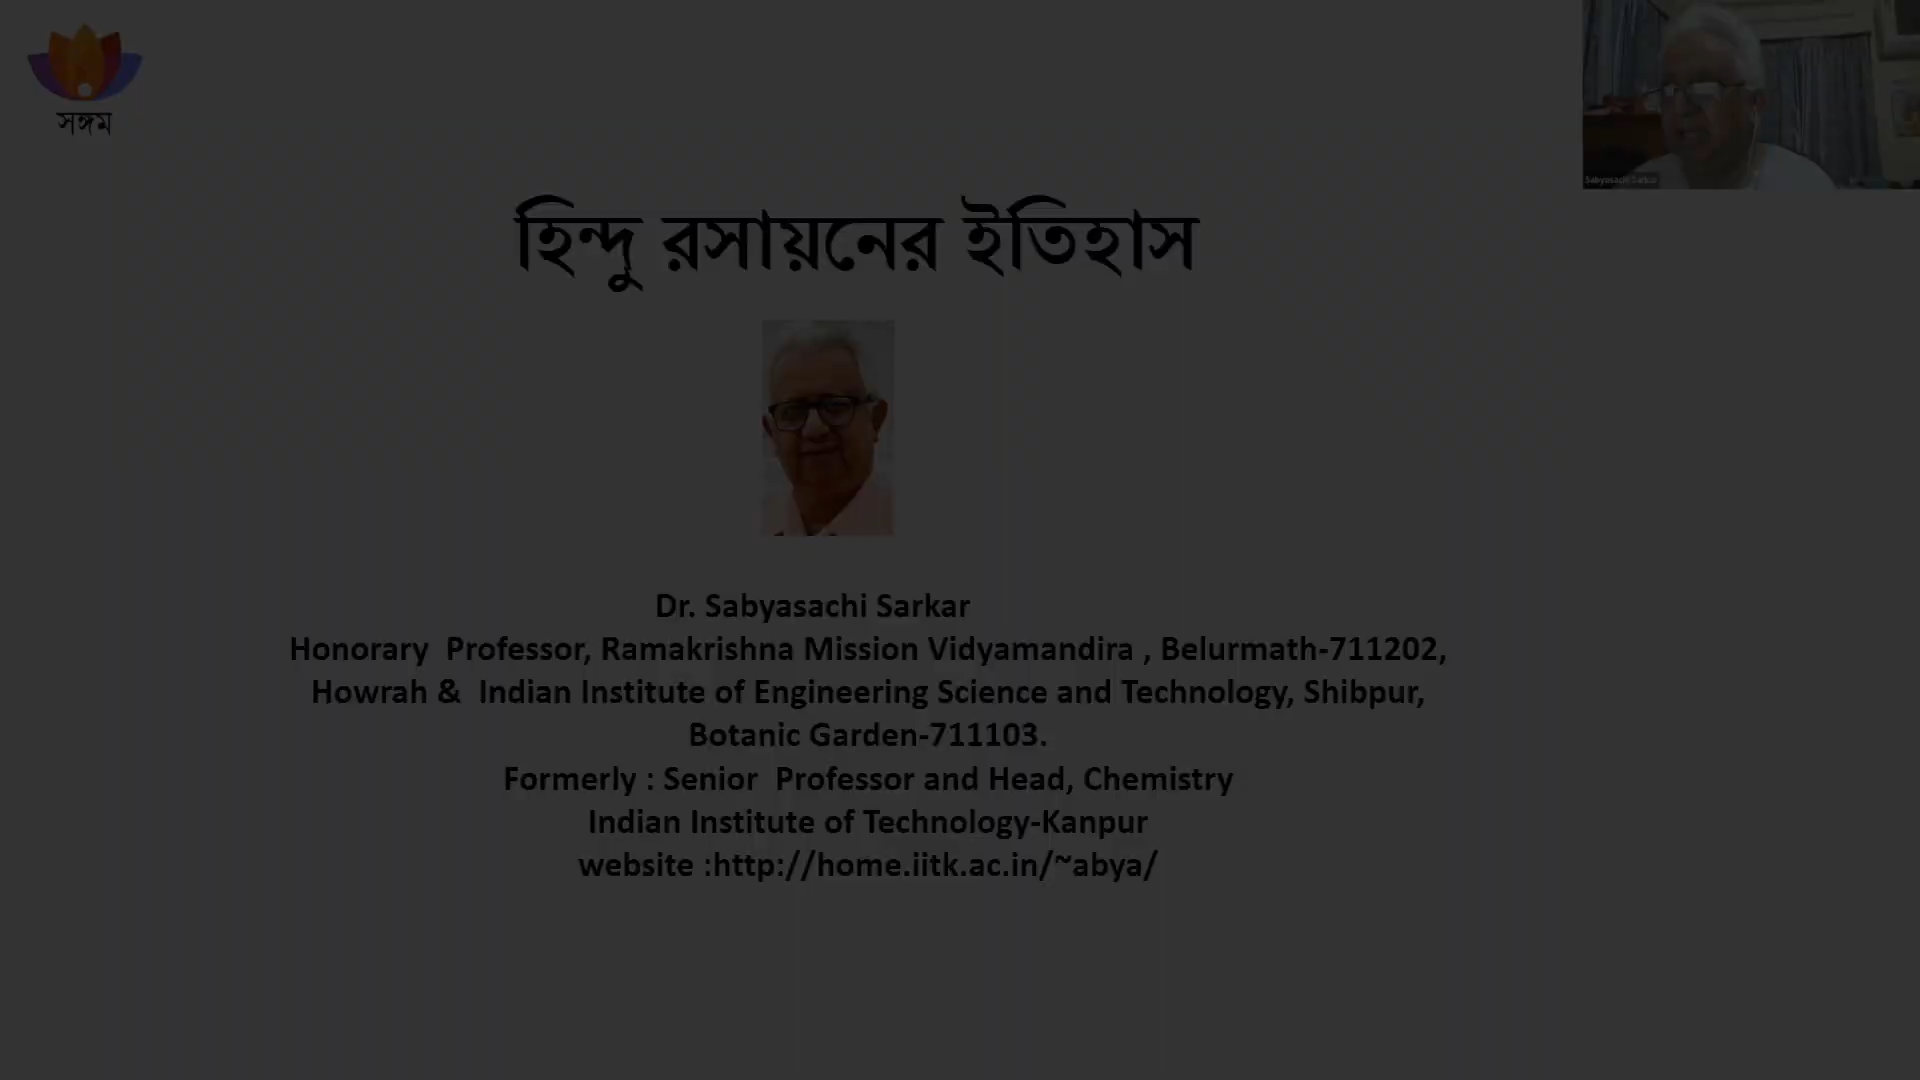 সঙ্গম
Sabyasachi Sarkar
হিন্দু রসায়নের ইতিহাস
Dr. Sabyasachi Sarkar
Honorary Professor, Ramakrishna Mission Vidyamandira , Belurmath-711202,
Howrah & Indian Institute of Engineering Science and Technology, Shibpur,
Botanic Garden-711103.
Formerly : Senior Professor and Head, Chemistry
Indian Institute of Technology-Kanpur
website :http://home.iitk.ac.in/~abya/